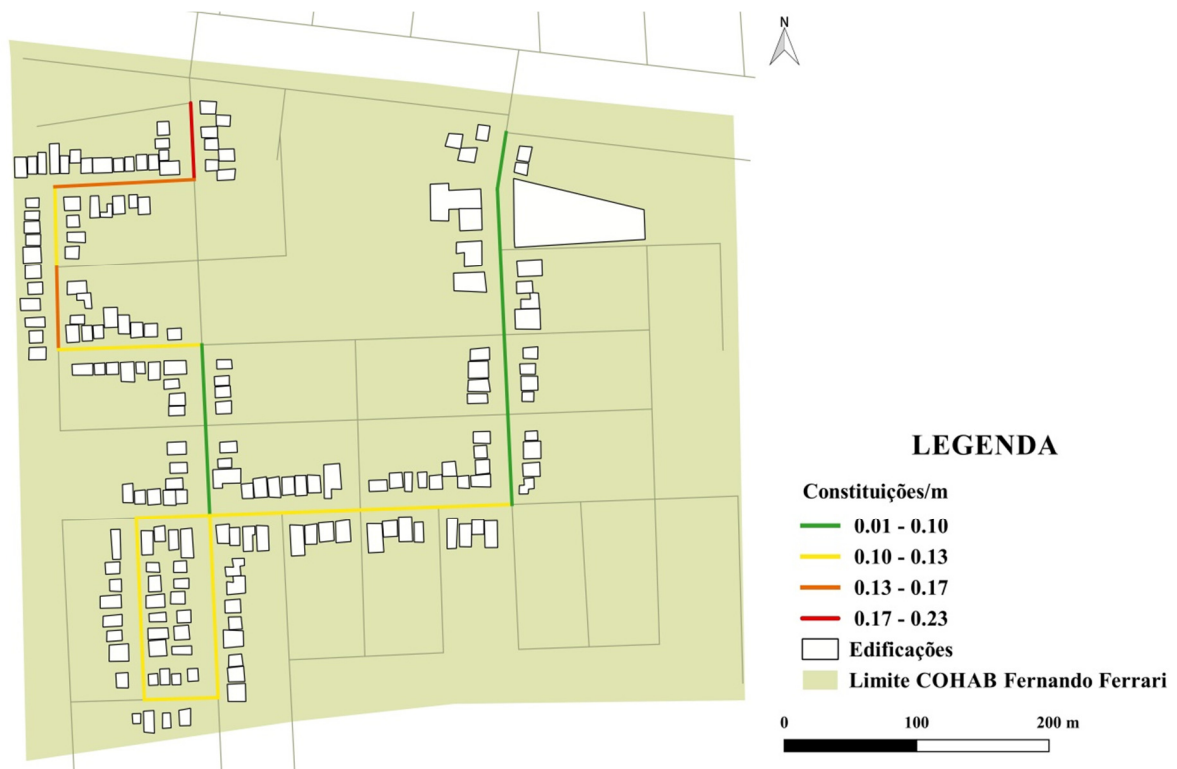 N
LEGENDA
Constituições/m
0.01 - 0.10
0.10 - 0.13
0.13 - 0.17
0.17 - 0.23
Edificações
Limite COHAB Fernando Ferrari
0 100 200 m